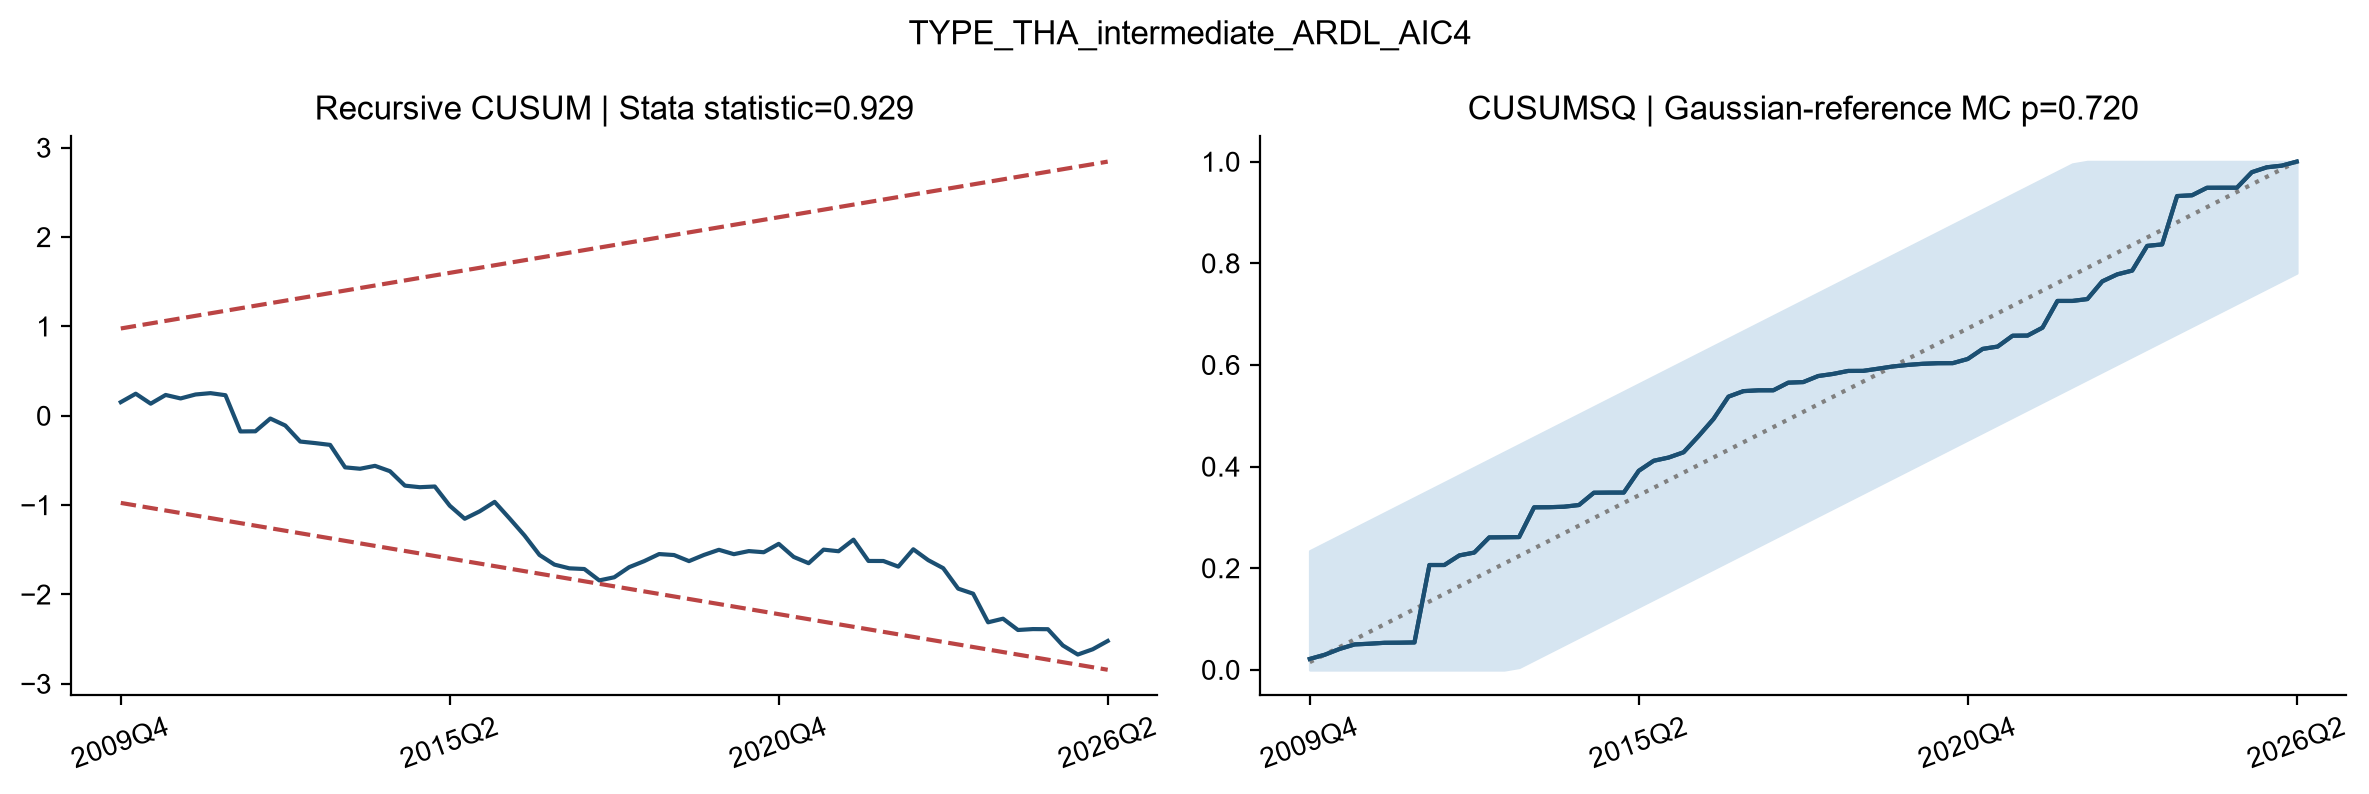 TYPE_THA_intermediate_ARDL_AIC4
Recursive CUSUM | Stata statistic=0.929
3
2
1
0
−1
−2
−3
2009Q4
2015Q2
2020Q4
2026Q2
CUSUMSQ | Gaussian-reference MC p=0.720
1.0
0.8
0.6
0.4
0.2
0.0
2009Q4
2015Q2
2020Q4
2026Q2